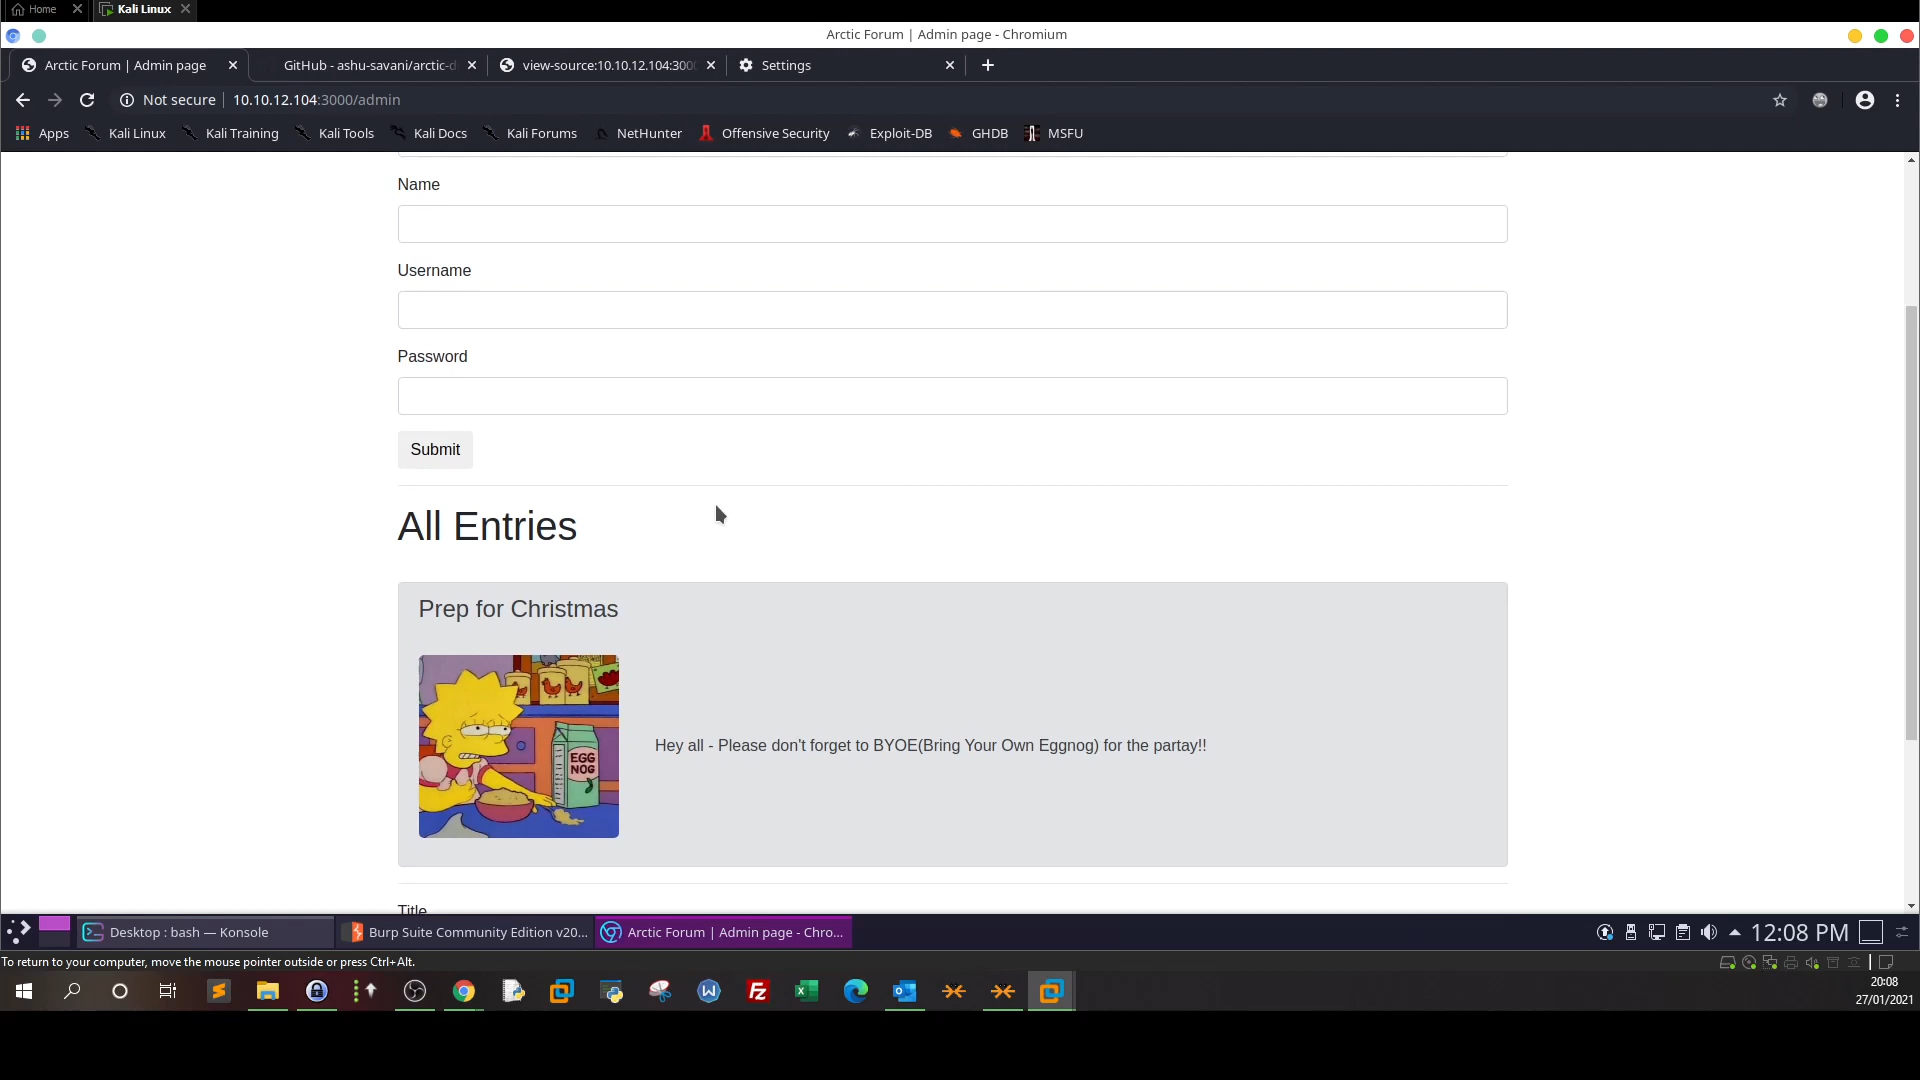 Home
Kali Linux
Arctic Forum | Admin page - Chromium
Arctic Forum | Admin page
GitHub - ashu-savani/arctic-d
view-source:10.10.12.104:300
Settings
Not secure
10.10.12.104:3000/admin
Apps
Kali Linux
Kali Training
Kali Tools
Kali Docs
Kali Forums
NetHunter
Offensive Security
Exploit-DB
GHDB
MSFU
Name
Username
Password
Submit
All Entries
Prep for Christmas
EGG
NOG
Hey all - Please don't forget to BYOE(Bring Your Own Eggnog) for the partay!!
Title
Desktop : bash — Konsole
Burp Suite Community Edition v20...
Arctic Forum | Admin page - Chro...
12:08 PM
To return to your computer, move the mouse pointer outside or press Ctrl+Alt.
20:08
27/01/2021